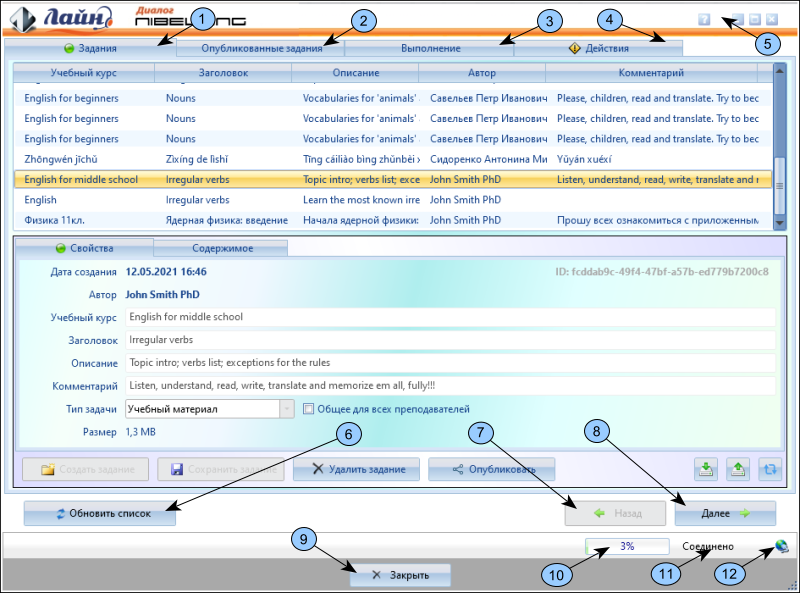 Лайн Диалог
NIBELUNG
1 2 3 4 5
Задания Опубликованные задания Выполнение Действия
Учебный курс Заголовок Описание Автор Комментарий
English for beginners Nouns Vocabularies for 'animals' Савельев Петр Иванович Please, children, read and translate. Try to bec
English for beginners Nouns Vocabularies for 'animals' Савельев Петр Иванович Please, children, read and translate. Try to bec
English for beginners Nouns Vocabularies for 'animals' Савельев Петр Иванович Please, children, read and translate. Try to bec
Zhōngwén jīchǔ Zìxíng de lìshǐ Tīng cáiliào bìng zhǔnbèi Сидоренко Антонина Ми Yǔyán xuéxí
English for middle school Irregular verbs Topic intro; verbs list; exce John Smith PhD Listen, understand, read, write, translate and
English Irregular verbs Learn the most known irre John Smith PhD
Физика 11кл. Ядерная физика: введение Начала ядерной физики: Прошу всех ознакомиться с приложенным
Свойства Содержимое
Дата создания 12.05.2021 16:46 ID: fcddab9c-49f4-47bf-a57b-ed779b7200c8
Автор John Smith PhD
Учебный курс English for middle school
Заголовок Irregular verbs
Описание Topic intro; verbs list; exceptions for the rules
Комментарий Listen, understand, read, write, translate and memorize em all, fully!!!
Тип задачи Учебный материал Общее для всех преподавателей
Размер 1,3 MB
6 7 8
Создать задание Сохранить задание Удалить задание Опубликовать
Обновить список Назад Далее
9
3% Соединено
10 11 12
Закрыть